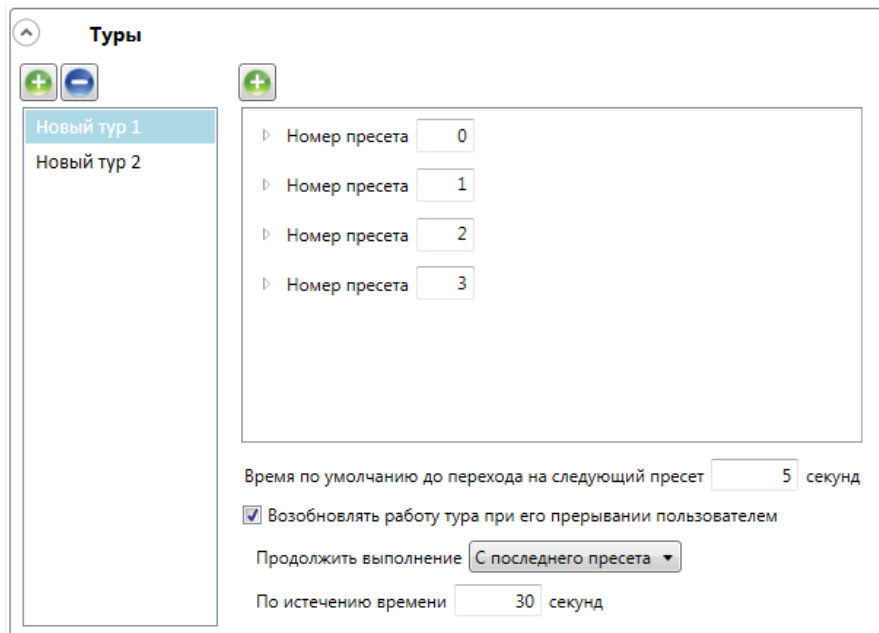 Туры
Новый тур 1
Новый тур 2
Номер пресета 0
Номер пресета 1
Номер пресета 2
Номер пресета 3
Время по умолчанию до перехода на следующий пресет 5 секунд
Возобновлять работу тура при его прерывании пользователем
Продолжить выполнение С последнего пресета
По истечению времени 30 секунд